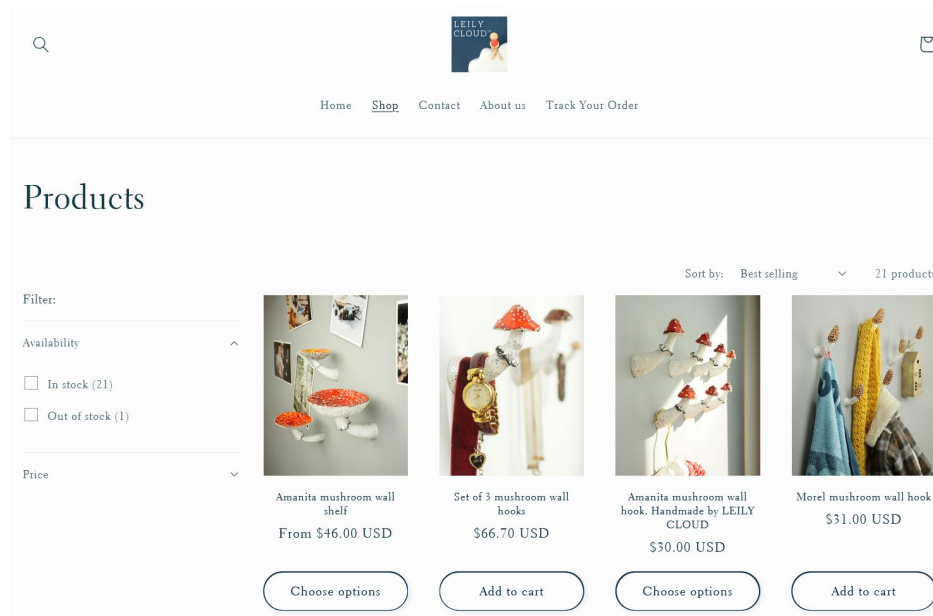 LEILY
CLOUD
Home Shop Contact About us Track Your Order
Products
Sort by: Best selling 21 products
Filter:
Availability
In stock (21)
Out of stock (1)
Price
Amanita mushroom wall
shelf
From $46.00 USD
Choose options
Set of 3 mushroom wall
hooks
$66.70 USD
Add to cart
Amanita mushroom wall
hook. Handmade by LEILY
CLOUD
$30.00 USD
Choose options
Morel mushroom wall hook
$31.00 USD
Add to cart